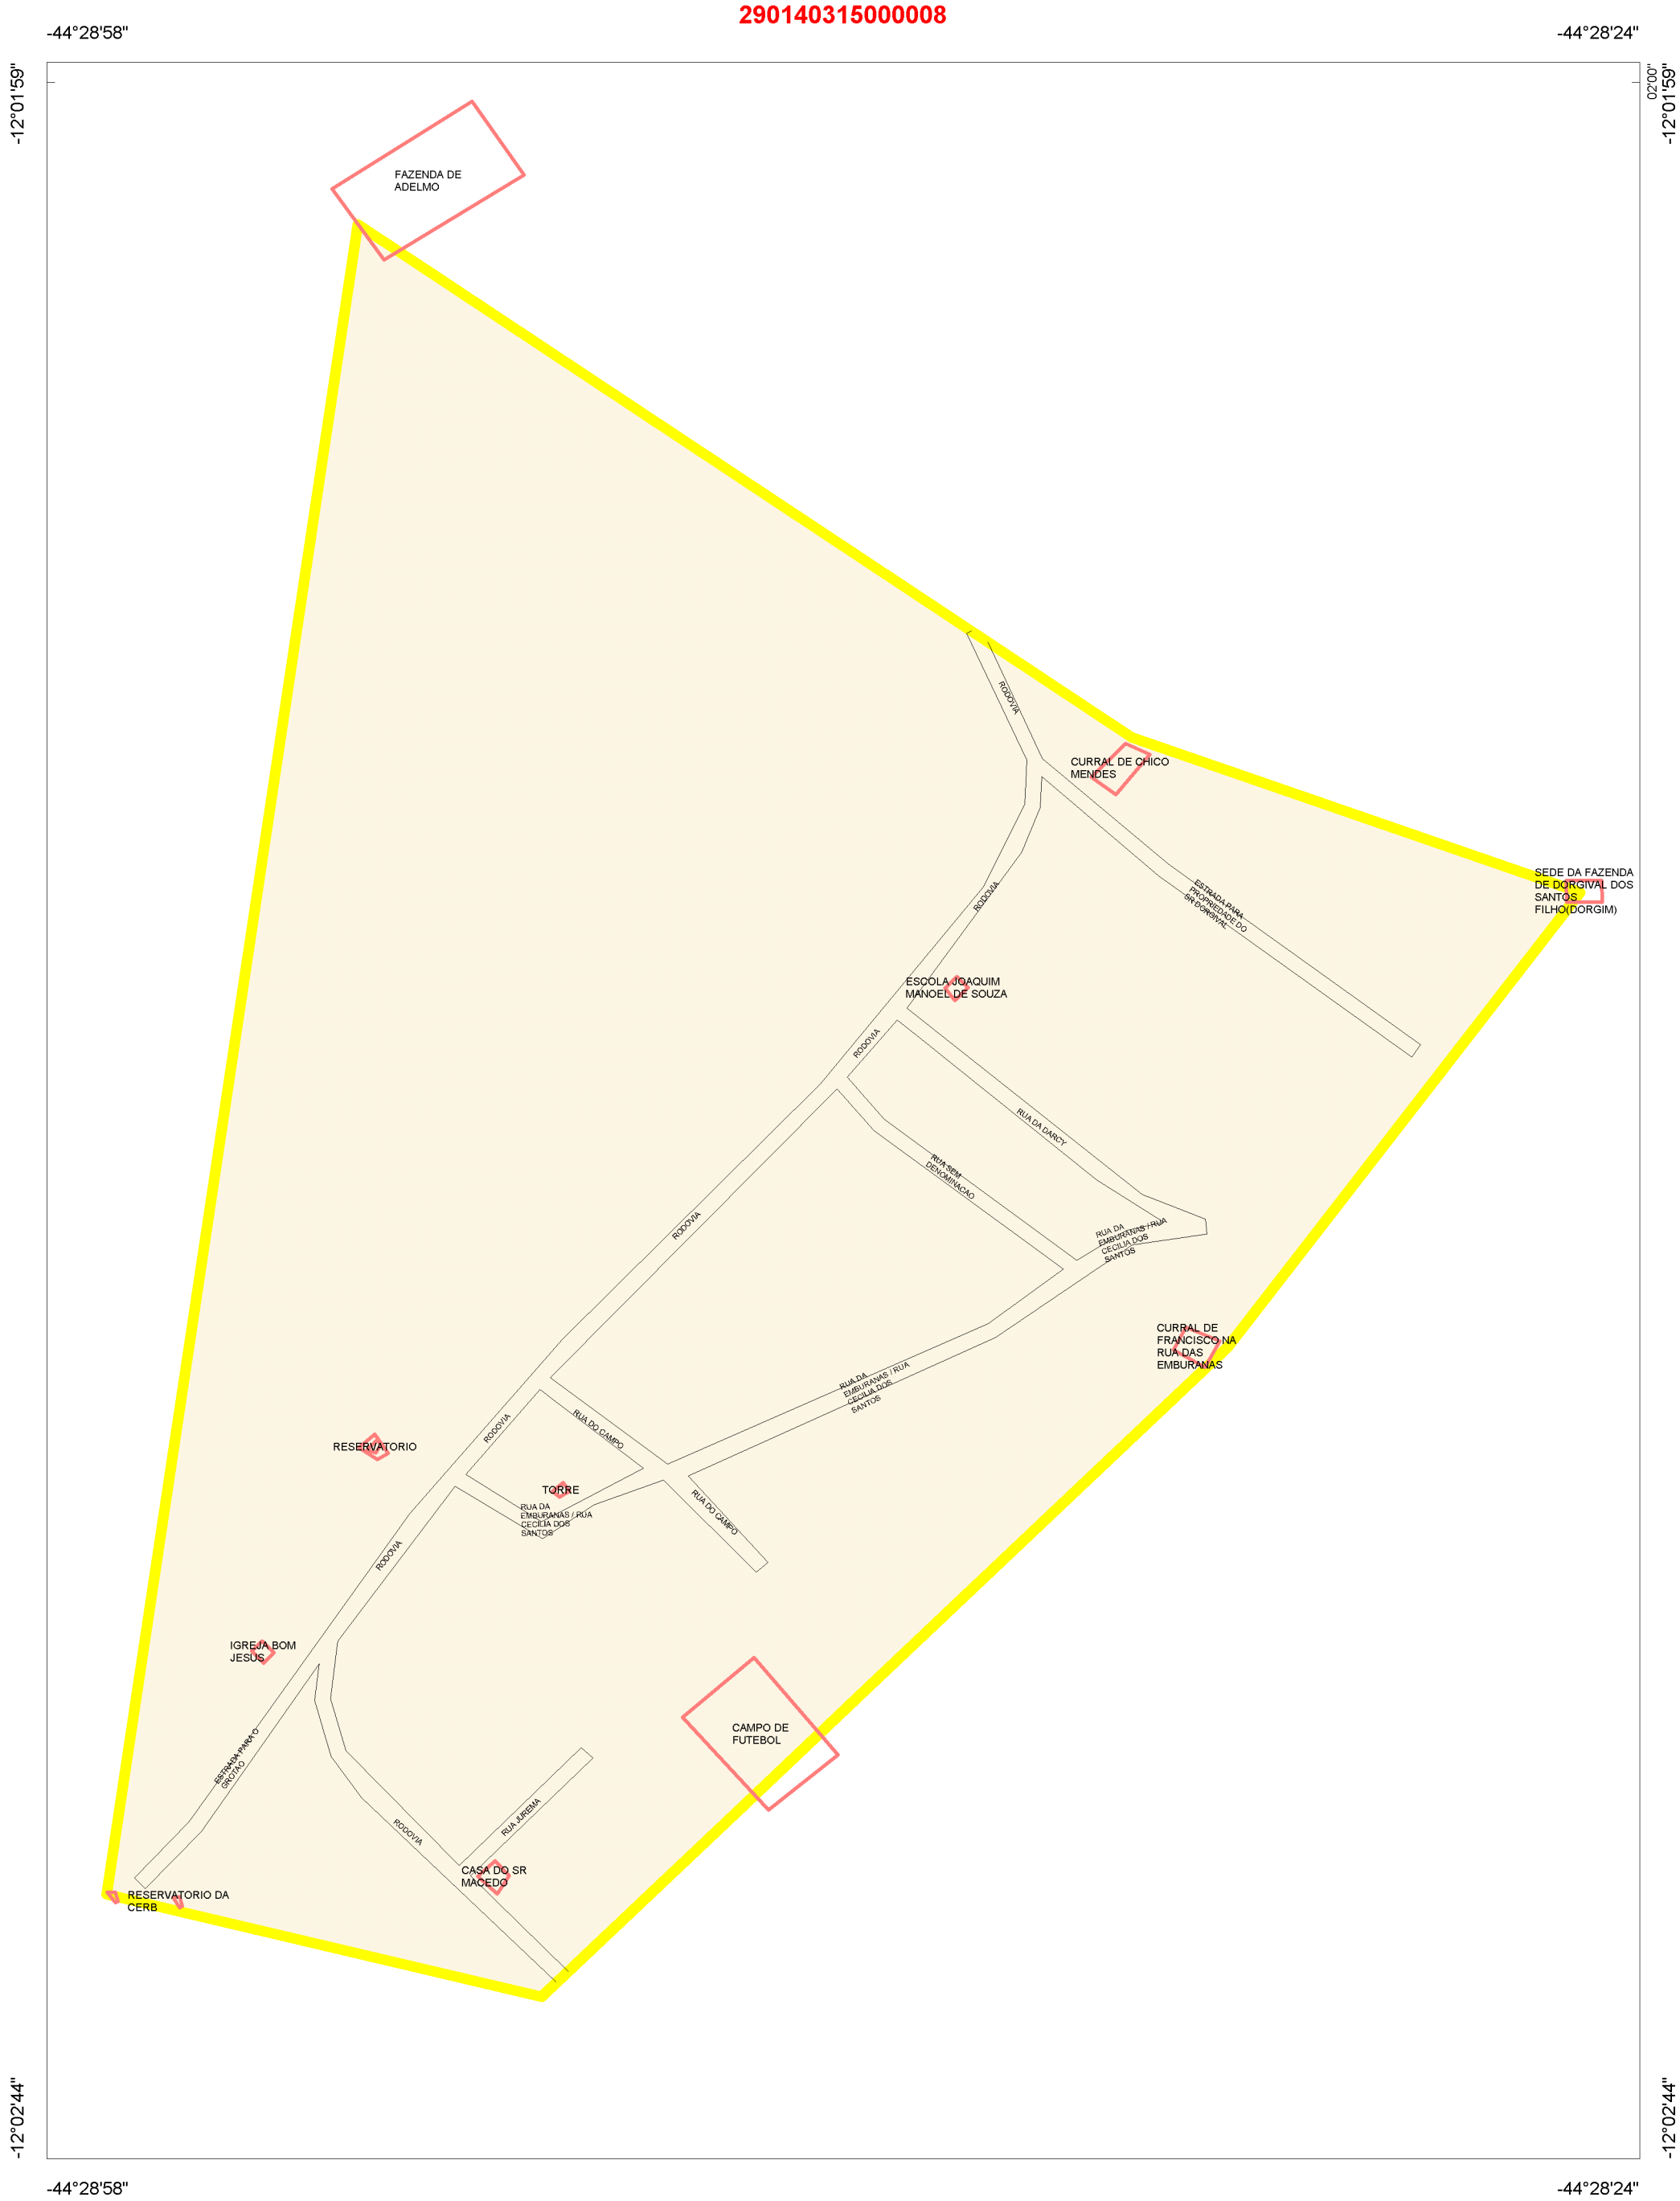 290140315000008
-44°28'58"
-44°28'24"
-12°01'59"
02'00"
-12°01'59"
FAZENDA DE
ADELMO
RODOVIA
CURRAL DE CHICO
MENDES
SEDE DA FAZENDA
DE DORGIVAL DOS
SANTOS
FILHO(DORGIM)
ESTRADA PARA
PROPRIEDADE DO
SR DORGIVAL
RODOVIA
ESCOLA JOAQUIM
MANOEL DE SOUZA
RODOVIA
RUA DA DARCY
RUA SEM
DENOMINACAO
RODOVIA
RUA DA
EMBURANAS / RUA
CECILIA DOS
SANTOS
CURRAL DE
FRANCISCO NA
RUA DAS
EMBURANAS
RUA DA
EMBURANAS / RUA
CECILIA DOS
SANTOS
RODOVIA
RUA DO CAMPO
RESERVATORIO
TORRE
RUA DA
EMBURANAS / RUA
CECILIA DOS
SANTOS
RUA DO CAMPO
RODOVIA
IGREJA BOM
JESUS
CAMPO DE
FUTEBOL
ESTRADA PARA O
GROTAO
RODOVIA
RUA JUREMA
CASA DO SR
MACEDO
RESERVATORIO DA
CERB
-12°02'44"
-12°02'44"
-44°28'58"
-44°28'24"